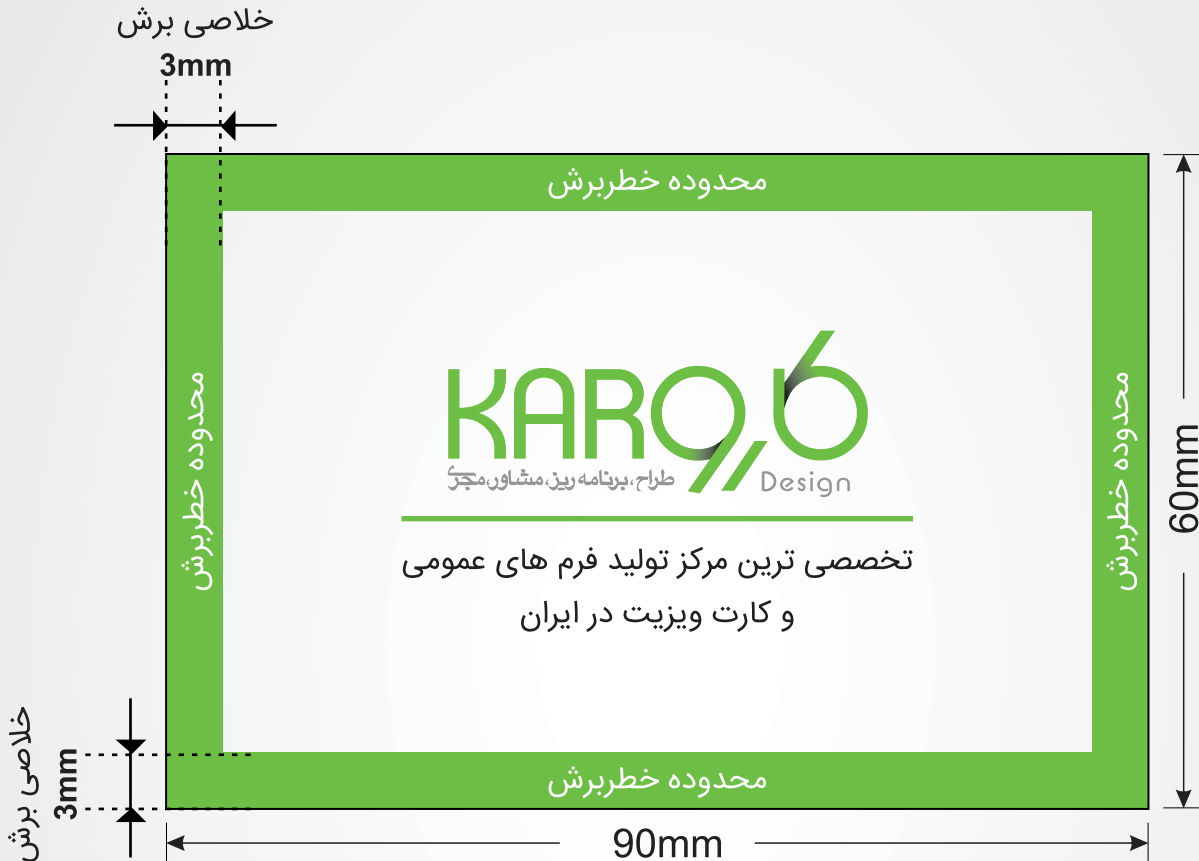 خلاصی برش
3mm
محدوده خطربرش
محدوده خطربرش
محدوده خطربرش
60mm
KARO
کارو
طراح،برنامه ریز،مشاور،مجری
Design
تخصصی ترین مرکز تولید فرم های عمومی
و کارت ویزیت در ایران
خلاصی برش
3mm
محدوده خطربرش
90mm